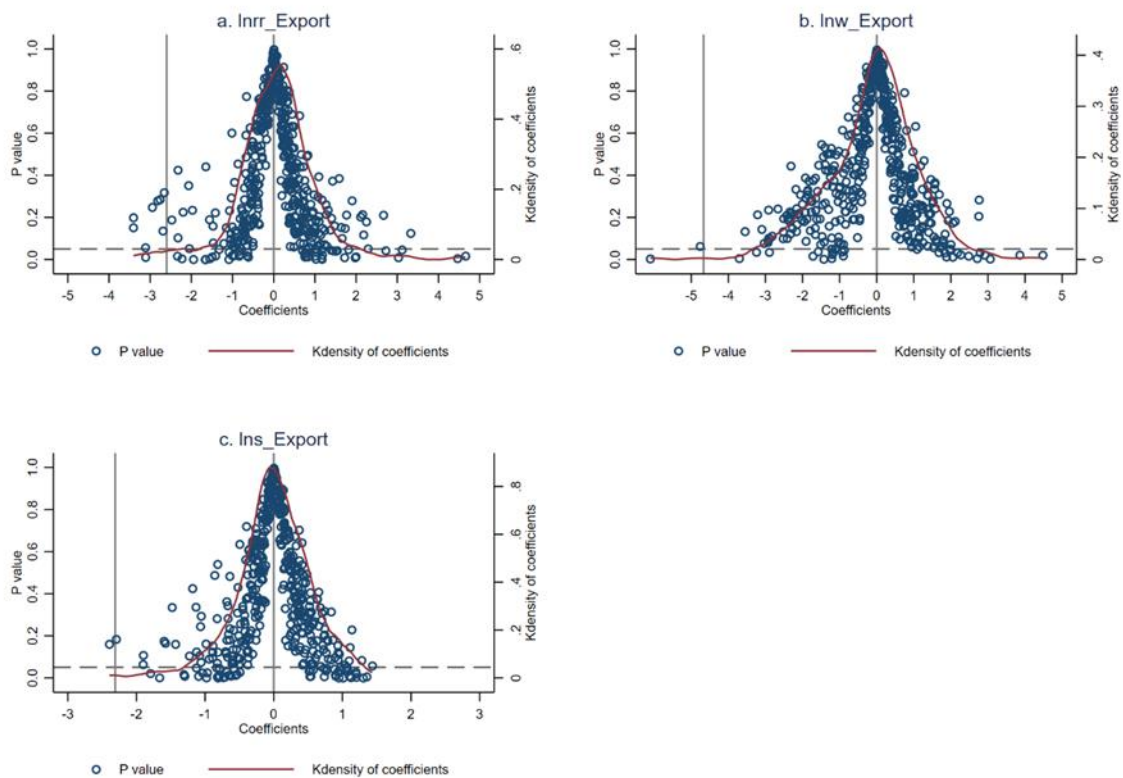 a. lnrr_Export
1.0
0.8
0.6
0.4
0.2
0.0
P value
.6
.4
.2
0
Kdensity of coefficients
-5 -4 -3 -2 -1 0 1 2 3 4 5
Coefficients
P value Kdensity of coefficients
b. lnw_Export
1.0
0.8
0.6
0.4
0.2
0.0
P value
.4
.3
.2
.1
0
Kdensity of coefficients
-5 -4 -3 -2 -1 0 1 2 3 4 5
Coefficients
P value Kdensity of coefficients
c. lns_Export
1.0
0.8
0.6
0.4
0.2
0.0
P value
.8
.6
.4
.2
0
Kdensity of coefficients
-3 -2 -1 0 1 2 3
Coefficients
P value Kdensity of coefficients